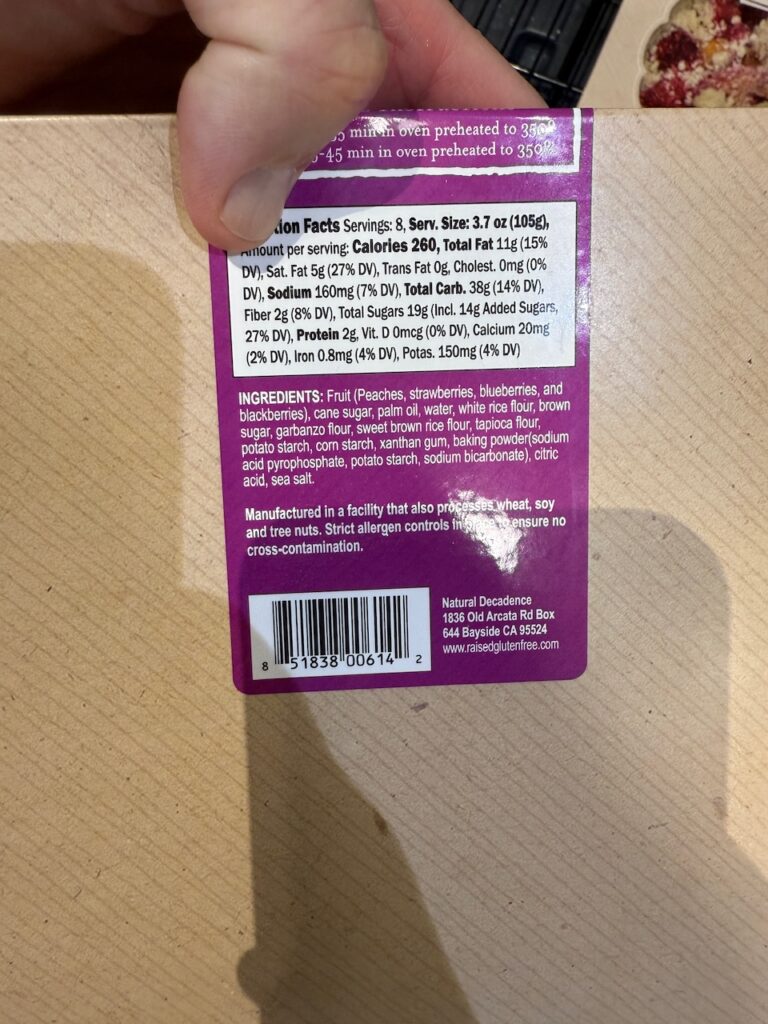 min in oven preheated to 350°
-45 min in oven preheated to 350°
Facts Servings: 8, Serv. Size: 3.7 oz (105g),
Amount per serving: Calories 260, Total Fat 11g (15%
DV), Sat. Fat 5g (27% DV), Trans Fat 0g, Cholest. 0mg (0%
DV), Sodium 160mg (7% DV), Total Carb. 38g (14% DV),
Fiber 2g (8% DV), Total Sugars 19g (Incl. 14g Added Sugars,
27% DV), Protein 2g, Vit. D 0mcg (0% DV), Calcium 20mg
(2% DV), Iron 0.8mg (4% DV), Potas. 150mg (4% DV)
INGREDIENTS: Fruit (Peaches, strawberries, blueberries, and
blackberries), cane sugar, palm oil, water, white rice flour, brown
sugar, garbanzo flour, sweet brown rice flour, tapioca flour,
potato starch, corn starch, xanthan gum, baking powder(sodium
acid pyrophosphate, potato starch, sodium bicarbonate), citric
acid, sea salt.
Manufactured in a facility that also processes wheat, soy
and tree nuts. Strict allergen controls in place to ensure no
cross-contamination.
8 51838 00614 2
Natural Decadence
1836 Old Arcata Rd Box
644 Bayside CA 95524
www.raisedglutenfree.com